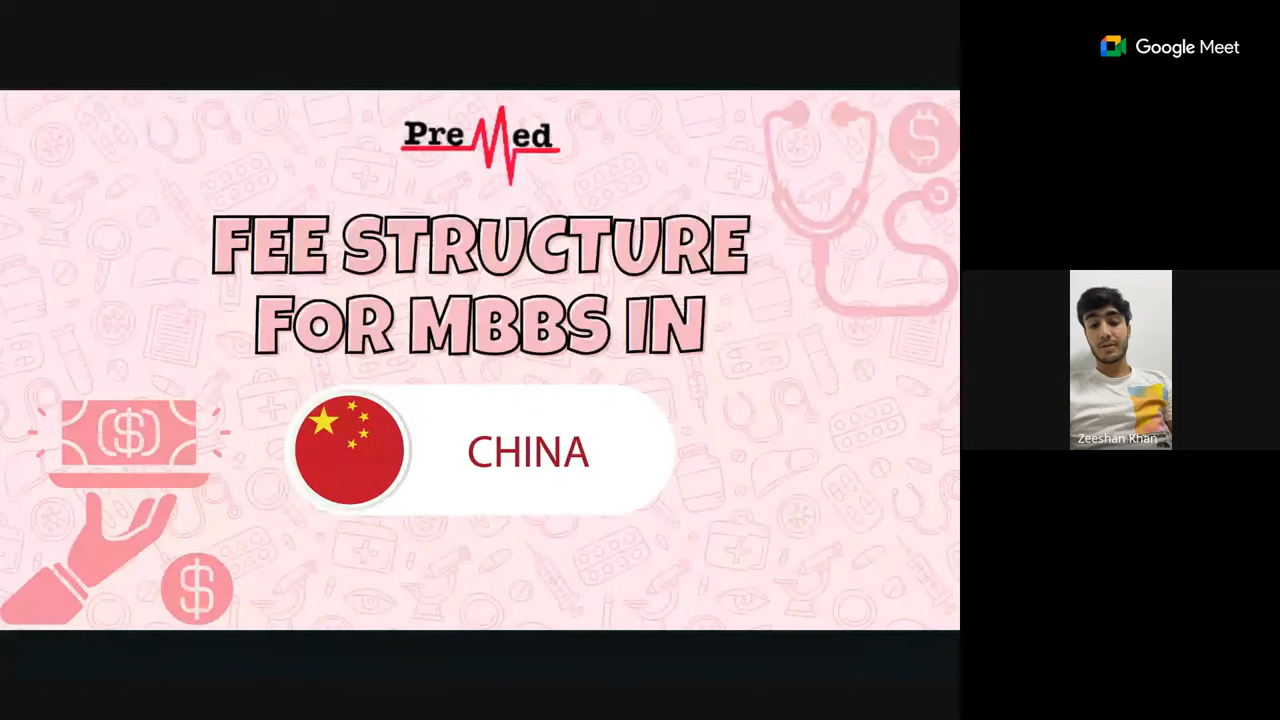 PreMed
FEE STRUCTURE
FOR MBBS IN
CHINA
Google Meet
Zeeshan Khan